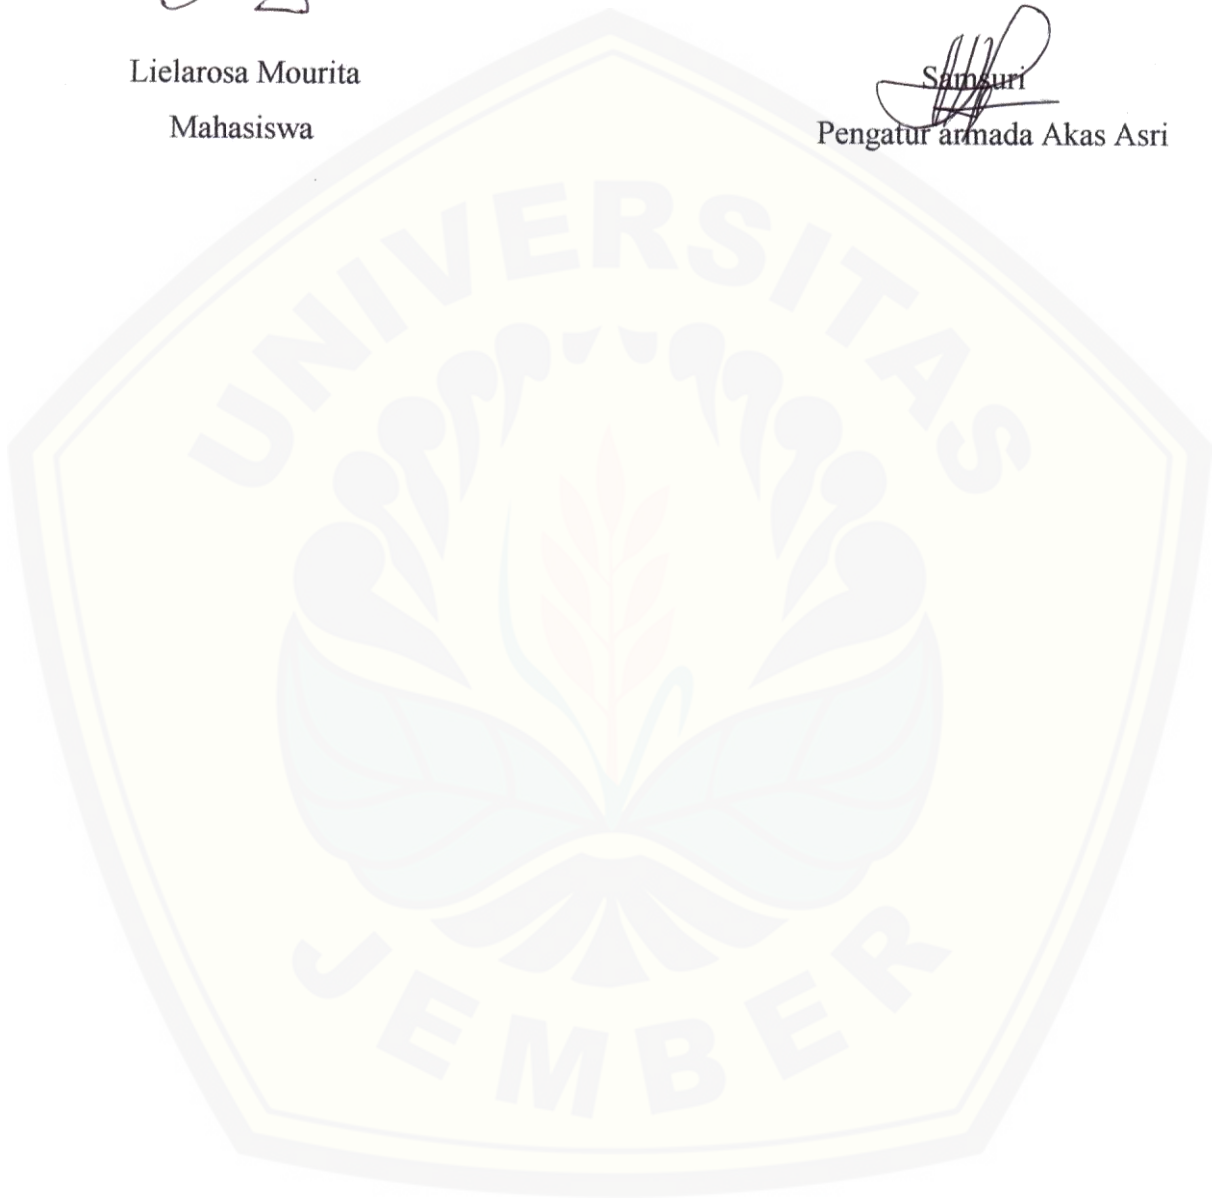 Lielarosa Mourita
Mahasiswa
Samsuri
Pengatur armada Akas Asri
UNIVERSITAS
JEMBER